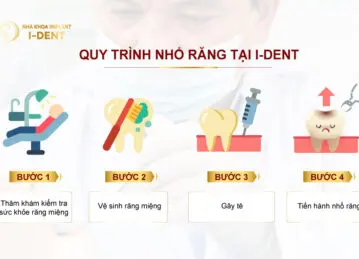 NHA KHOA IMPLANT
I-DENT
QUY TRÌNH NHỔ RĂNG TẠI I-DENT
BƯỚC 1
BƯỚC 2
BƯỚC 3
BƯỚC 4
Thăm khám kiểm tra
sức khỏe răng miệng
Vệ sinh răng miệng
Gây tê
Tiến hành nhổ răng